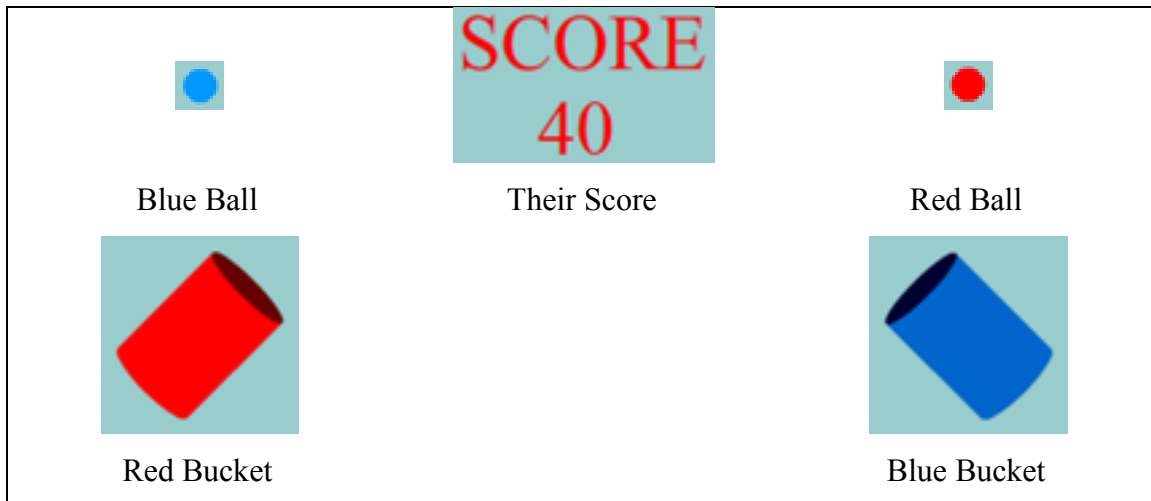 SCORE
40
Blue Ball
Their Score
Red Ball
Red Bucket
Blue Bucket